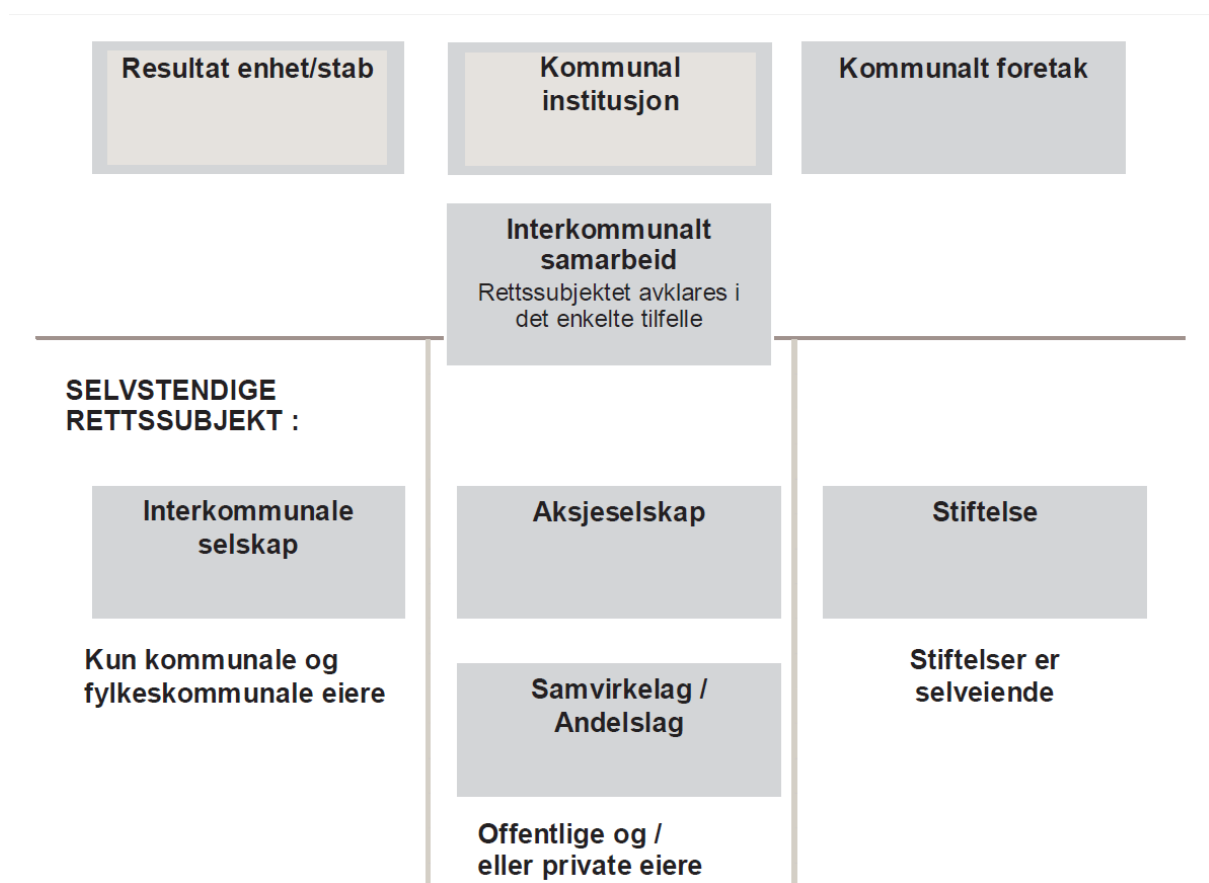 Resultat enhet/stab
Kommunal
institusjon
Kommunalt foretak
Interkommunalt
samarbeid
Rettssubjektet avklares i
det enkelte tilfelle
SELVSTENDIGE
RETTSSUBJEKT :
Interkommunale
selskap
Kun kommunale og
fylkeskommunale eiere
Aksjeselskap
Samvirkelag /
Andelslag
Offentlige og /
eller private eiere
Stiftelse
Stiftelser er
selveiende